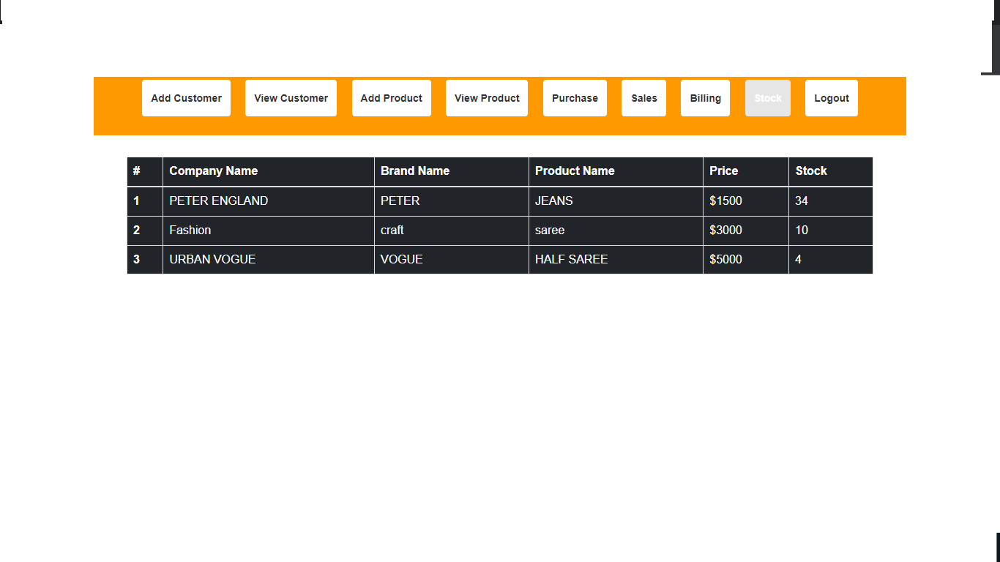 Add Customer View Customer Add Product View Product Purchase Sales Billing Stock Logout
# Company Name Brand Name Product Name Price Stock
1 PETER ENGLAND PETER JEANS $1500 34
2 Fashion craft saree $3000 10
3 URBAN VOGUE VOGUE HALF SAREE $5000 4